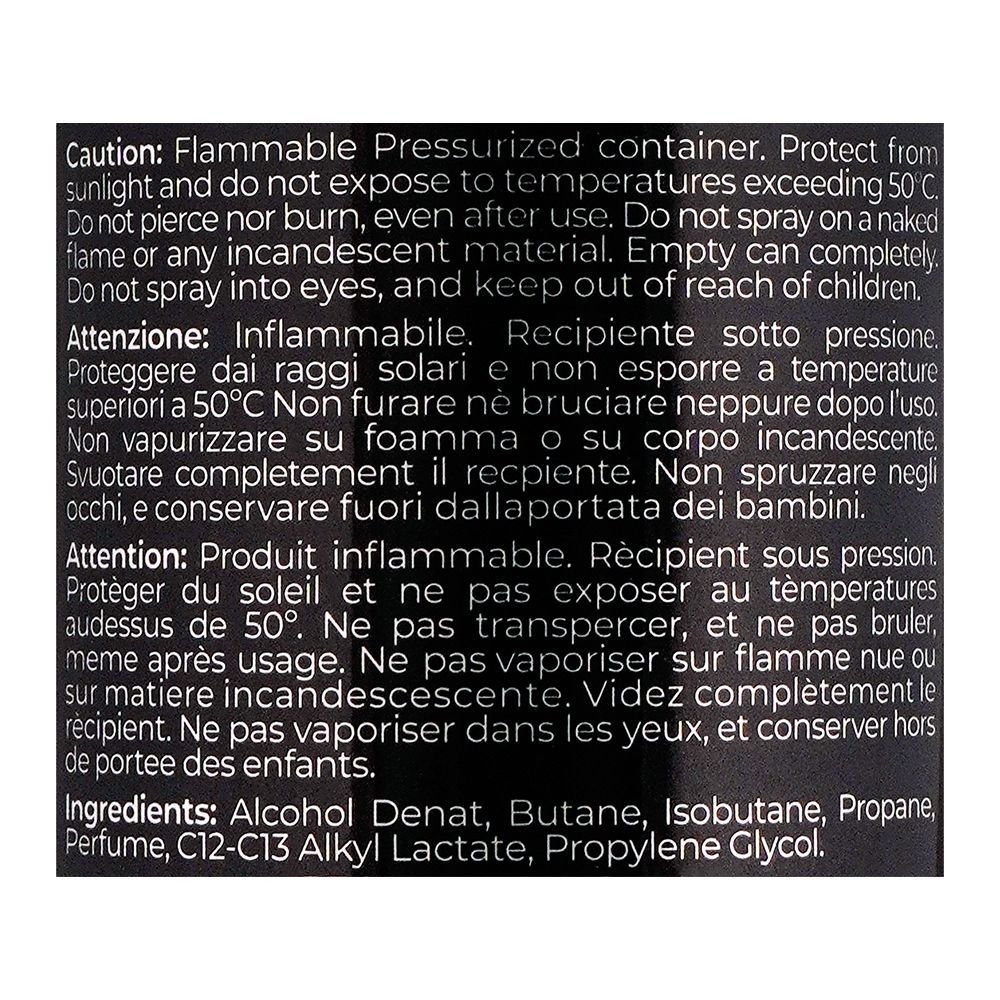 Caution: Flammable Pressurized container. Protect from
sunlight and do not expose to temperatures exceeding 50°C.
Do not pierce nor burn, even after use. Do not spray on a naked
flame or any incandescent material. Empty can completely.
Do not spray into eyes, and keep out of reach of children.
Attenzione: Inflammabile. Recipiente sotto pressione.
Proteggere dai raggi solari e non esporre a temperature
superiori a 50°C Non furare nè bruciare neppure dopo l'uso.
Non vapurizzare su foamma o su corpo incandescente.
Svuotare completement il recpiente. Non spruzzare negli
occhi, e conservare fuori dallaportata dei bambini.
Attention: Produit inflammable. Rècipient sous pression.
Protèger du soleil et ne pas exposer au tèmperatures
audessus de 50°. Ne pas transpercer, et ne pas bruler,
meme après usage. Ne pas vaporiser sur flamme nue ou
sur matiere incandescescente. Videz complètement le
rècipient. Ne pas vaporiser dans les yeux, et conserver hors
de portee des enfants.
Ingredients: Alcohol Denat, Butane, Isobutane, Propane,
Perfume, C12-C13 Alkyl Lactate, Propylene Glycol.